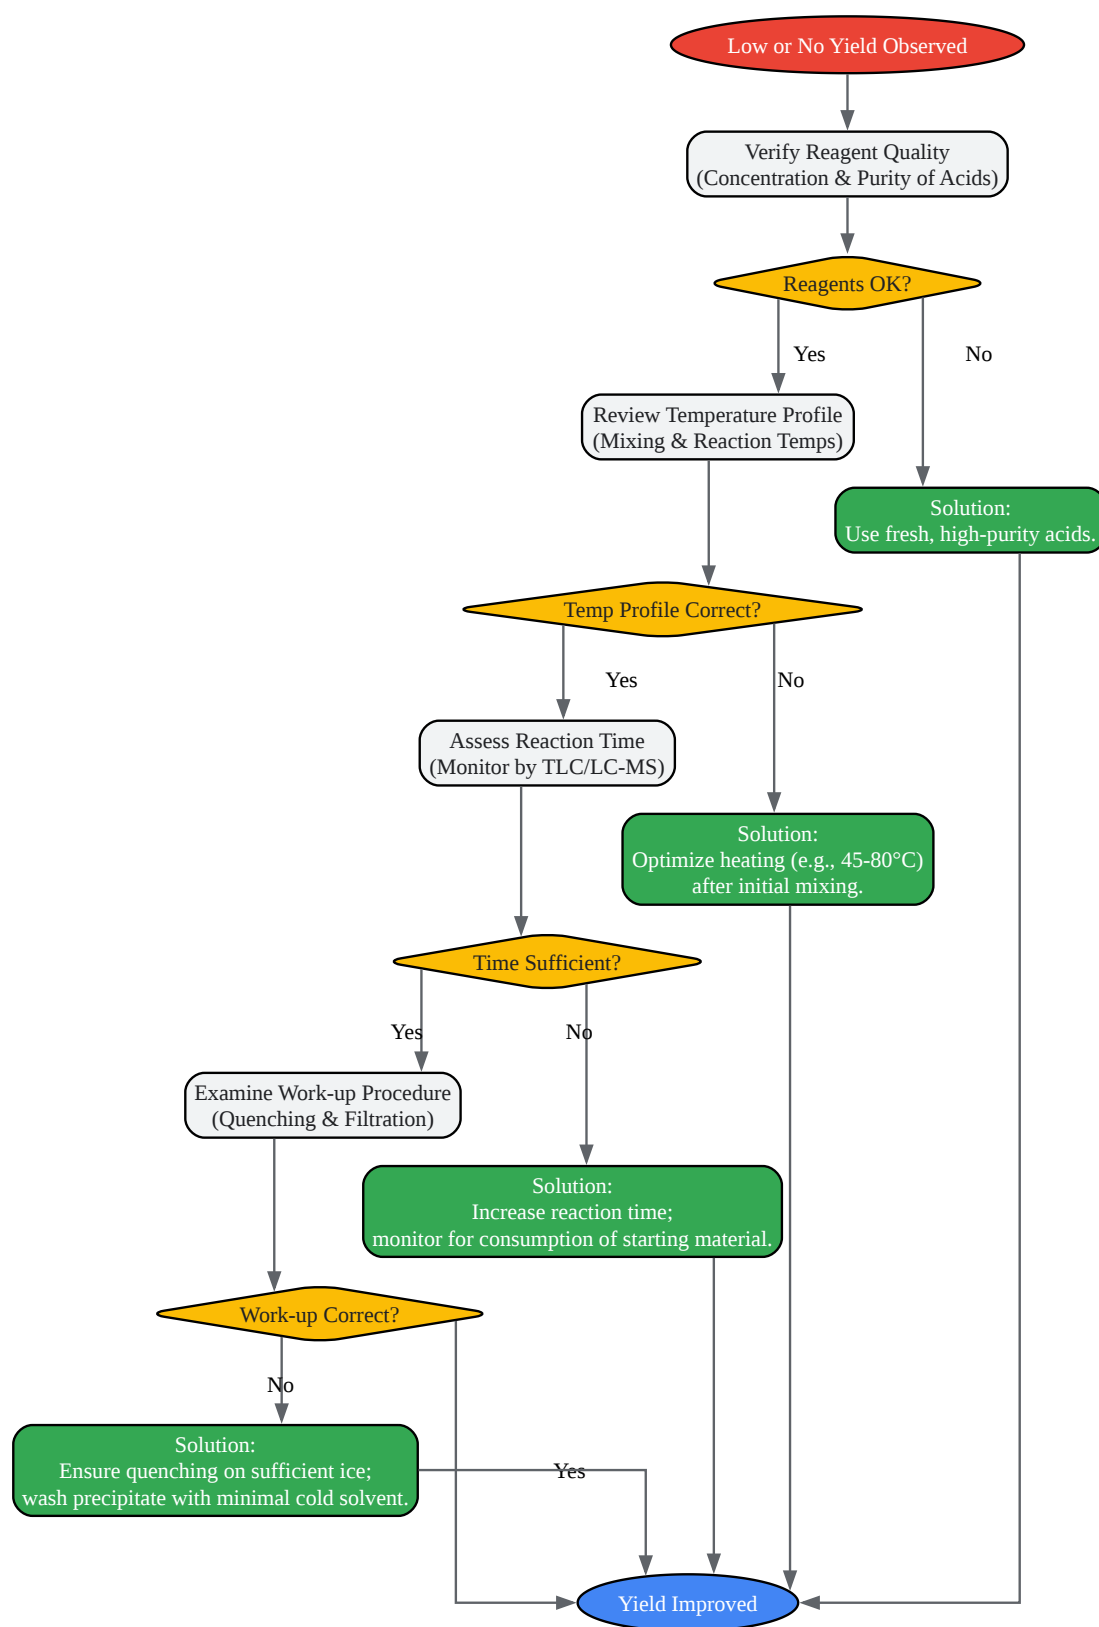 Low or No Yield Observed
Verify Reagent Quality
(Concentration & Purity of Acids)
Reagents OK?
Yes
No
Review Temperature Profile
(Mixing & Reaction Temps)
Solution:
Use fresh, high-purity acids.
Temp Profile Correct?
Yes
No
Assess Reaction Time
(Monitor by TLC/LC-MS)
Solution:
Optimize heating (e.g., 45-80°C)
after initial mixing.
Time Sufficient?
Yes
No
Examine Work-up Procedure
(Quenching & Filtration)
Solution:
Increase reaction time;
monitor for consumption of starting material.
Work-up Correct?
No
Solution:
Ensure quenching on sufficient ice;
wash precipitate with minimal cold solvent.
Yes
Yield Improved